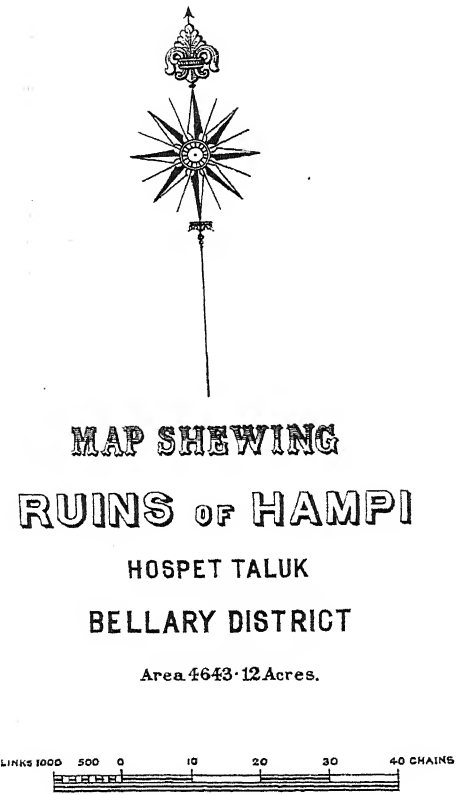 MAP SHEWING
RUINS OF HAMPI
HOSPET TALUK
BELLARY DISTRICT
Area 4643·12 Acres.
LINKS 1000 500 0 10 20 30 40 CHAINS